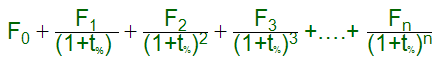 F₀ + F₁/(1+t%) + F₂/(1+t%)² + F₃/(1+t%)³ +....+ Fn/(1+t%)ⁿ